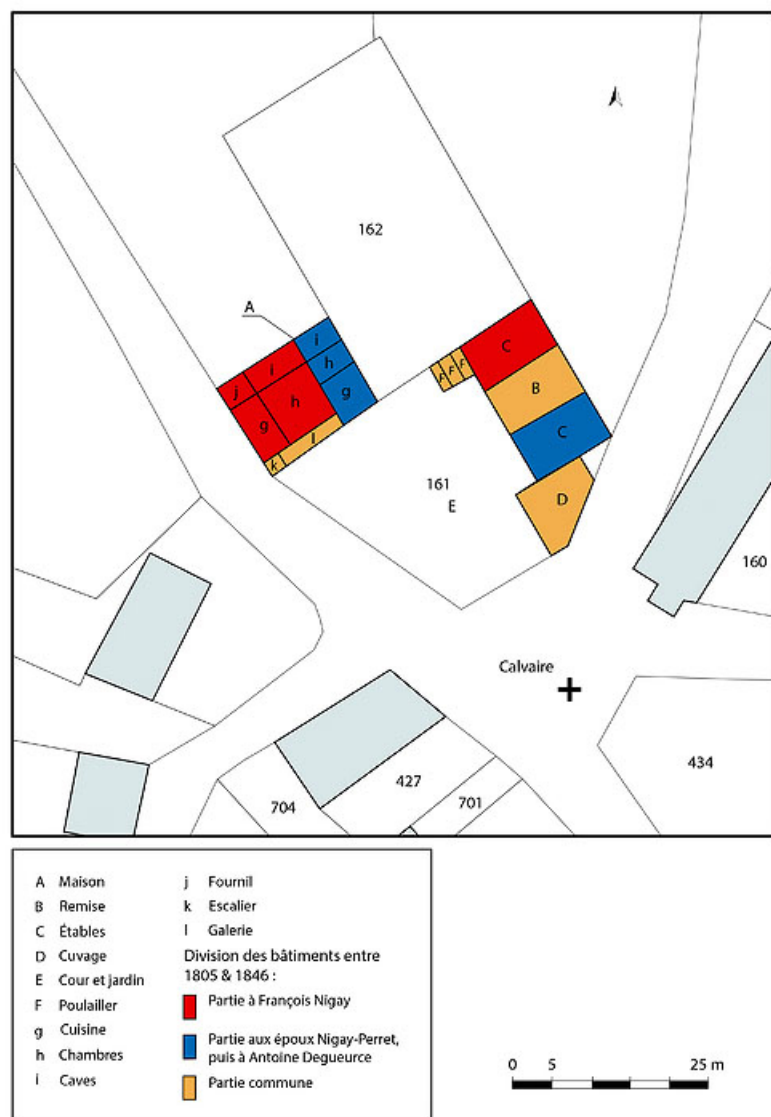 162
A
i
h
g
j
i
h
g
l
k
C
F
F
F
B
C
161
E
D
160
Calvaire
434
427
704
701
A Maison
B Remise
C Étables
D Cuvage
E Cour et jardin
F Poulailler
g Cuisine
h Chambres
i Caves
j Fournil
k Escalier
l Galerie
Division des bâtiments entre
1805 & 1846 :
Partie à François Nigay
Partie aux époux Nigay-Perret,
puis à Antoine Degueurce
Partie commune
0 5 25 m